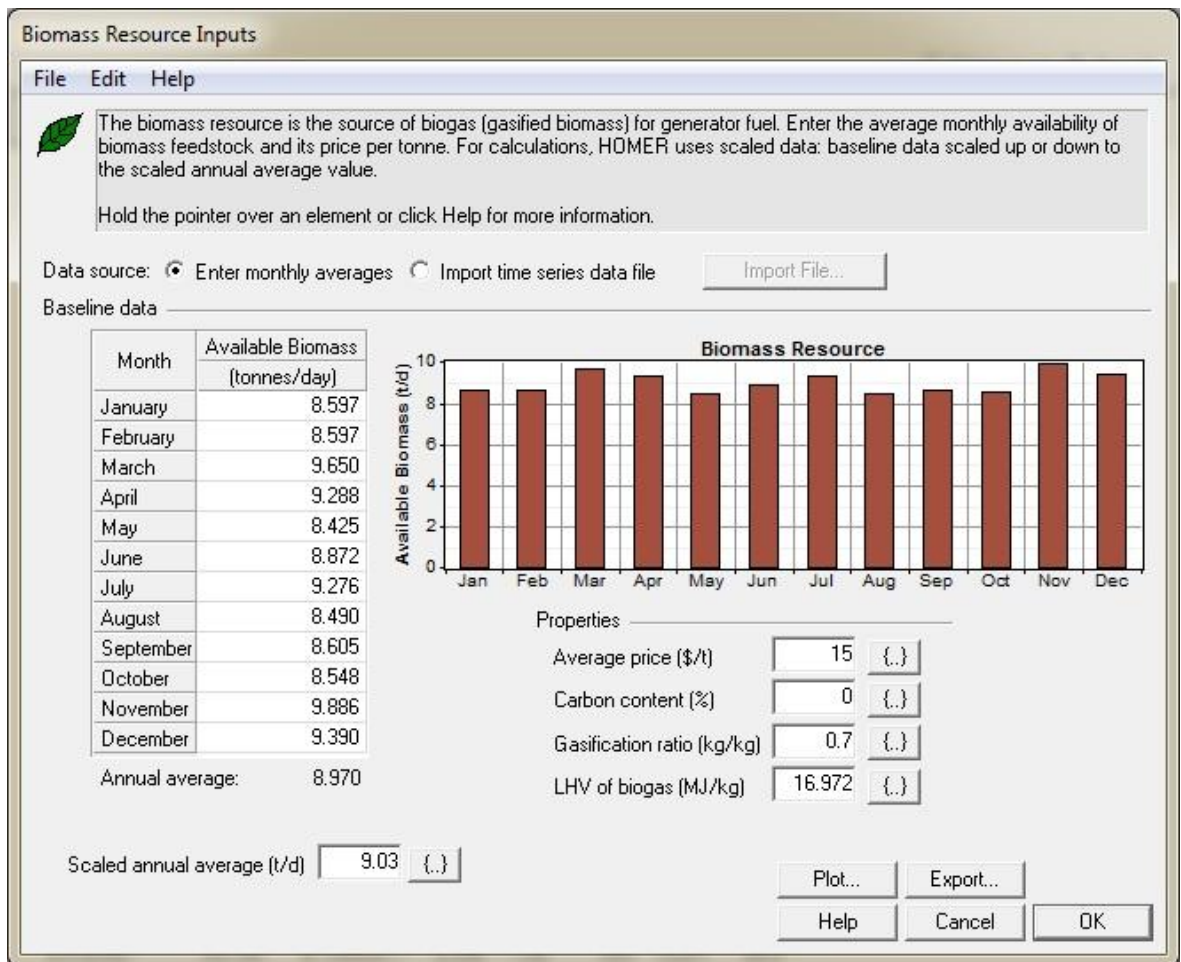 Biomass Resource Inputs
File Edit Help
The biomass resource is the source of biogas (gasified biomass) for generator fuel. Enter the average monthly availability of
biomass feedstock and its price per tonne. For calculations, HOMER uses scaled data: baseline data scaled up or down to
the scaled annual average value.
Hold the pointer over an element or click Help for more information.
Data source: Enter monthly averages Import time series data file Import File...
Baseline data
Month Available Biomass
(tonnes/day)
January 8.597
February 8.597
March 9.650
April 9.288
May 8.425
June 8.872
July 9.276
August 8.490
September 8.605
October 8.548
November 9.886
December 9.390
Annual average: 8.970
Biomass Resource
Available Biomass (t/d)
10
8
6
4
2
0
Jan Feb Mar Apr May Jun Jul Aug Sep Oct Nov Dec
Properties
Average price ($/t) 15 {..}
Carbon content (%) 0 {..}
Gasification ratio (kg/kg) 0.7 {..}
LHV of biogas (MJ/kg) 16.972 {..}
Scaled annual average (t/d) 9.03 {..}
Plot... Export...
Help Cancel OK